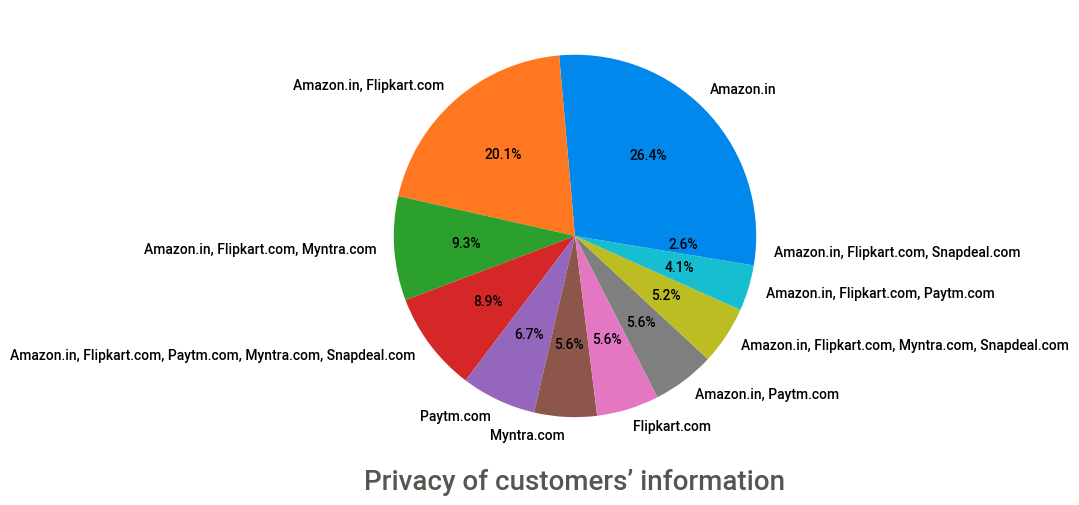 Amazon.in, Flipkart.com
Amazon.in
20.1%
26.4%
Amazon.in, Flipkart.com, Myntra.com
9.3%
2.6%
Amazon.in, Flipkart.com, Snapdeal.com
4.1%
Amazon.in, Flipkart.com, Paytm.com
8.9%
5.2%
Amazon.in, Flipkart.com, Paytm.com, Myntra.com, Snapdeal.com
6.7%
5.6%
5.6%
5.6%
Amazon.in, Flipkart.com, Myntra.com, Snapdeal.com
Amazon.in, Paytm.com
Paytm.com
Myntra.com
Flipkart.com
Privacy of customers’ information